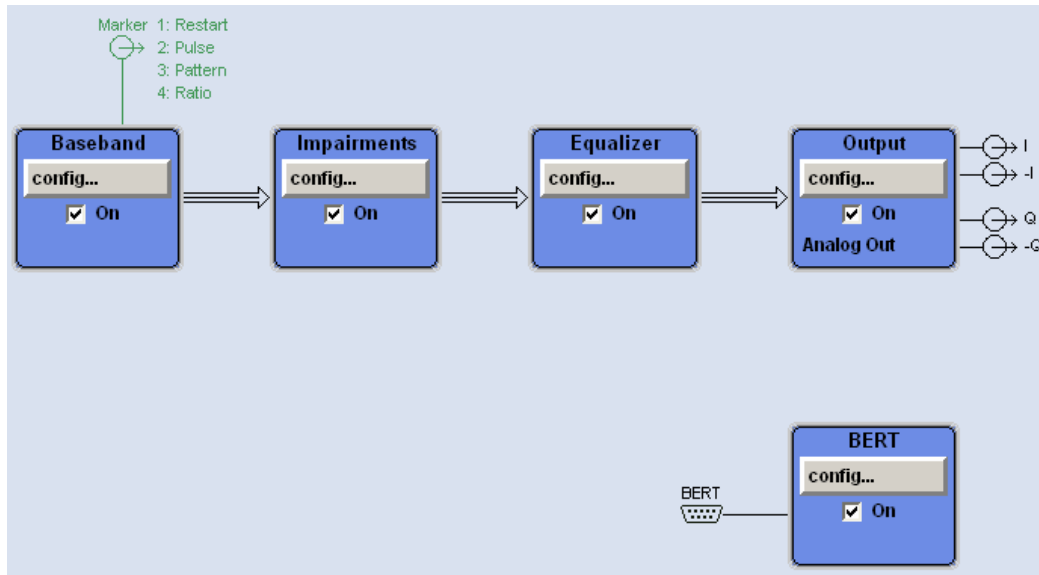 Marker 1: Restart
2: Pulse
3: Pattern
4: Ratio
Baseband
config...
On
Impairments
config...
On
Equalizer
config...
On
Output
config...
On
Analog Out
I
-I
Q
-Q
BERT
BERT
config...
On